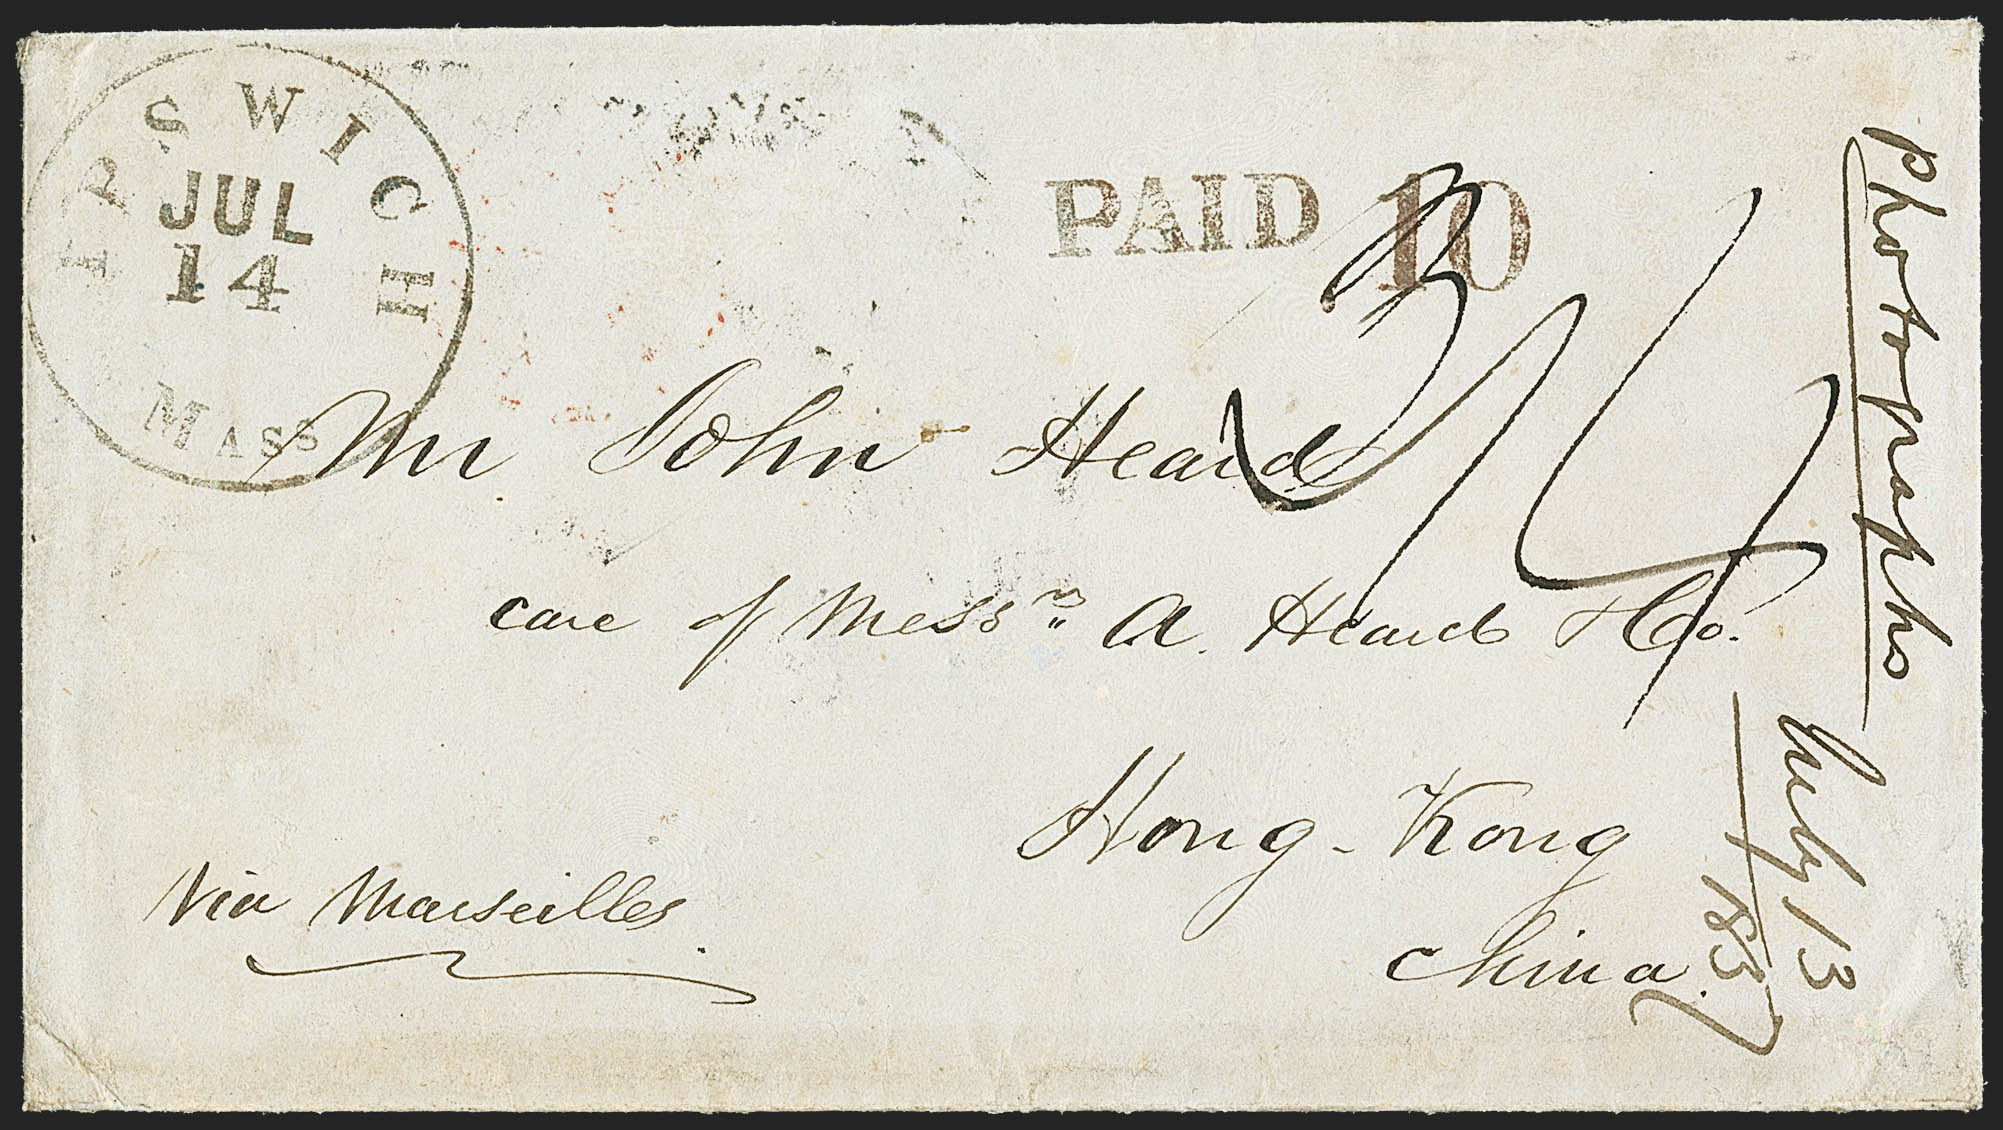 IPSWICH
JUL
14
MASS
PAID 10
Mr John Heard
care of Messrs A. Heard & Co.
Hong-Kong
China.
Via Marseilles.
Photographs
July 13
1857